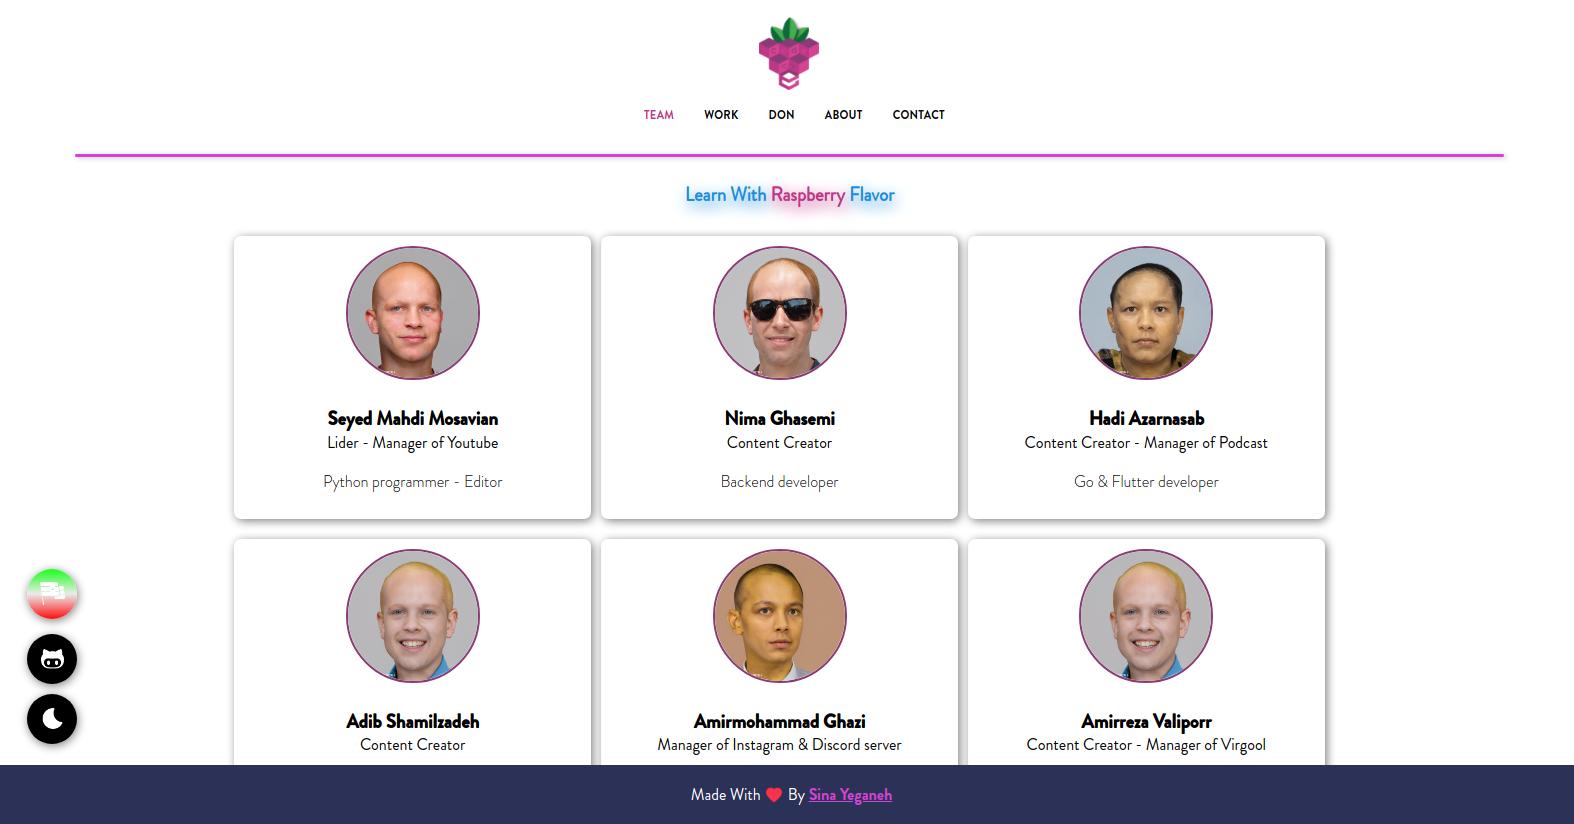 TEAM WORK DON ABOUT CONTACT
Learn With Raspberry Flavor
Seyed Mahdi Mosavian
Lider - Manager of Youtube
Python programmer - Editor
Nima Ghasemi
Content Creator
Backend developer
Hadi Azarnasab
Content Creator - Manager of Podcast
Go & Flutter developer
Adib Shamilzadeh
Content Creator
Amirmohammad Ghazi
Manager of Instagram & Discord server
Amirreza Valiporr
Content Creator - Manager of Virgool
Made With ❤ By Sina Yeganeh